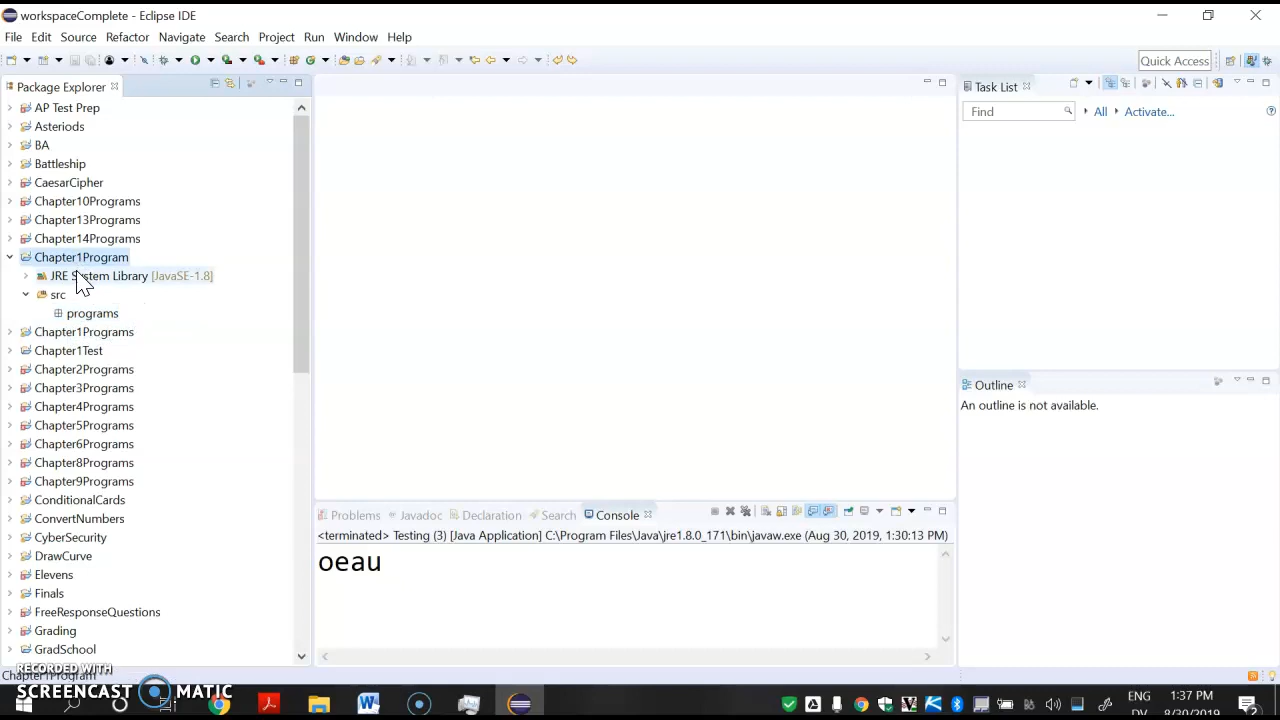 workspaceComplete - Eclipse IDE
File Edit Source Refactor Navigate Search Project Run Window Help
Quick Access
Package Explorer
AP Test Prep
Asteriods
BA
Battleship
CaesarCipher
Chapter10Programs
Chapter13Programs
Chapter14Programs
Chapter1Program
JRE System Library [JavaSE-1.8]
src
programs
Chapter1Programs
Chapter1Test
Chapter2Programs
Chapter3Programs
Chapter4Programs
Chapter5Programs
Chapter6Programs
Chapter8Programs
Chapter9Programs
ConditionalCards
ConvertNumbers
CyberSecurity
DrawCurve
Elevens
Finals
FreeResponseQuestions
Grading
GradSchool
Task List
Find All Activate...
Outline
An outline is not available.
Problems Javadoc Declaration Search Console
<terminated> Testing (3) [Java Application] C:\Program Files\Java\jre1.8.0_171\bin\javaw.exe (Aug 30, 2019, 1:30:13 PM)
oeau
RECORDED WITH
Chapter1Program
SCREENCAST MATIC
ENG 1:37 PM
DV 8/30/2019